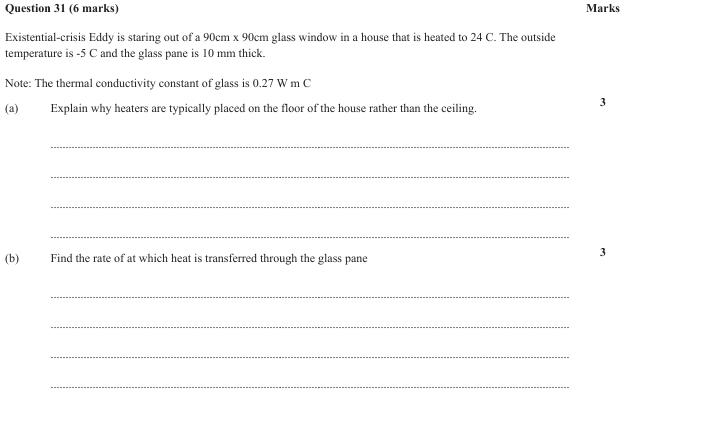 Question 31 (6 marks) Marks
Existential-crisis Eddy is staring out of a 90cm x 90cm glass window in a house that is heated to 24 C. The outside
temperature is -5 C and the glass pane is 10 mm thick.
Note: The thermal conductivity constant of glass is 0.27 W m C
(a) Explain why heaters are typically placed on the floor of the house rather than the ceiling. 3
(b) Find the rate of at which heat is transferred through the glass pane 3